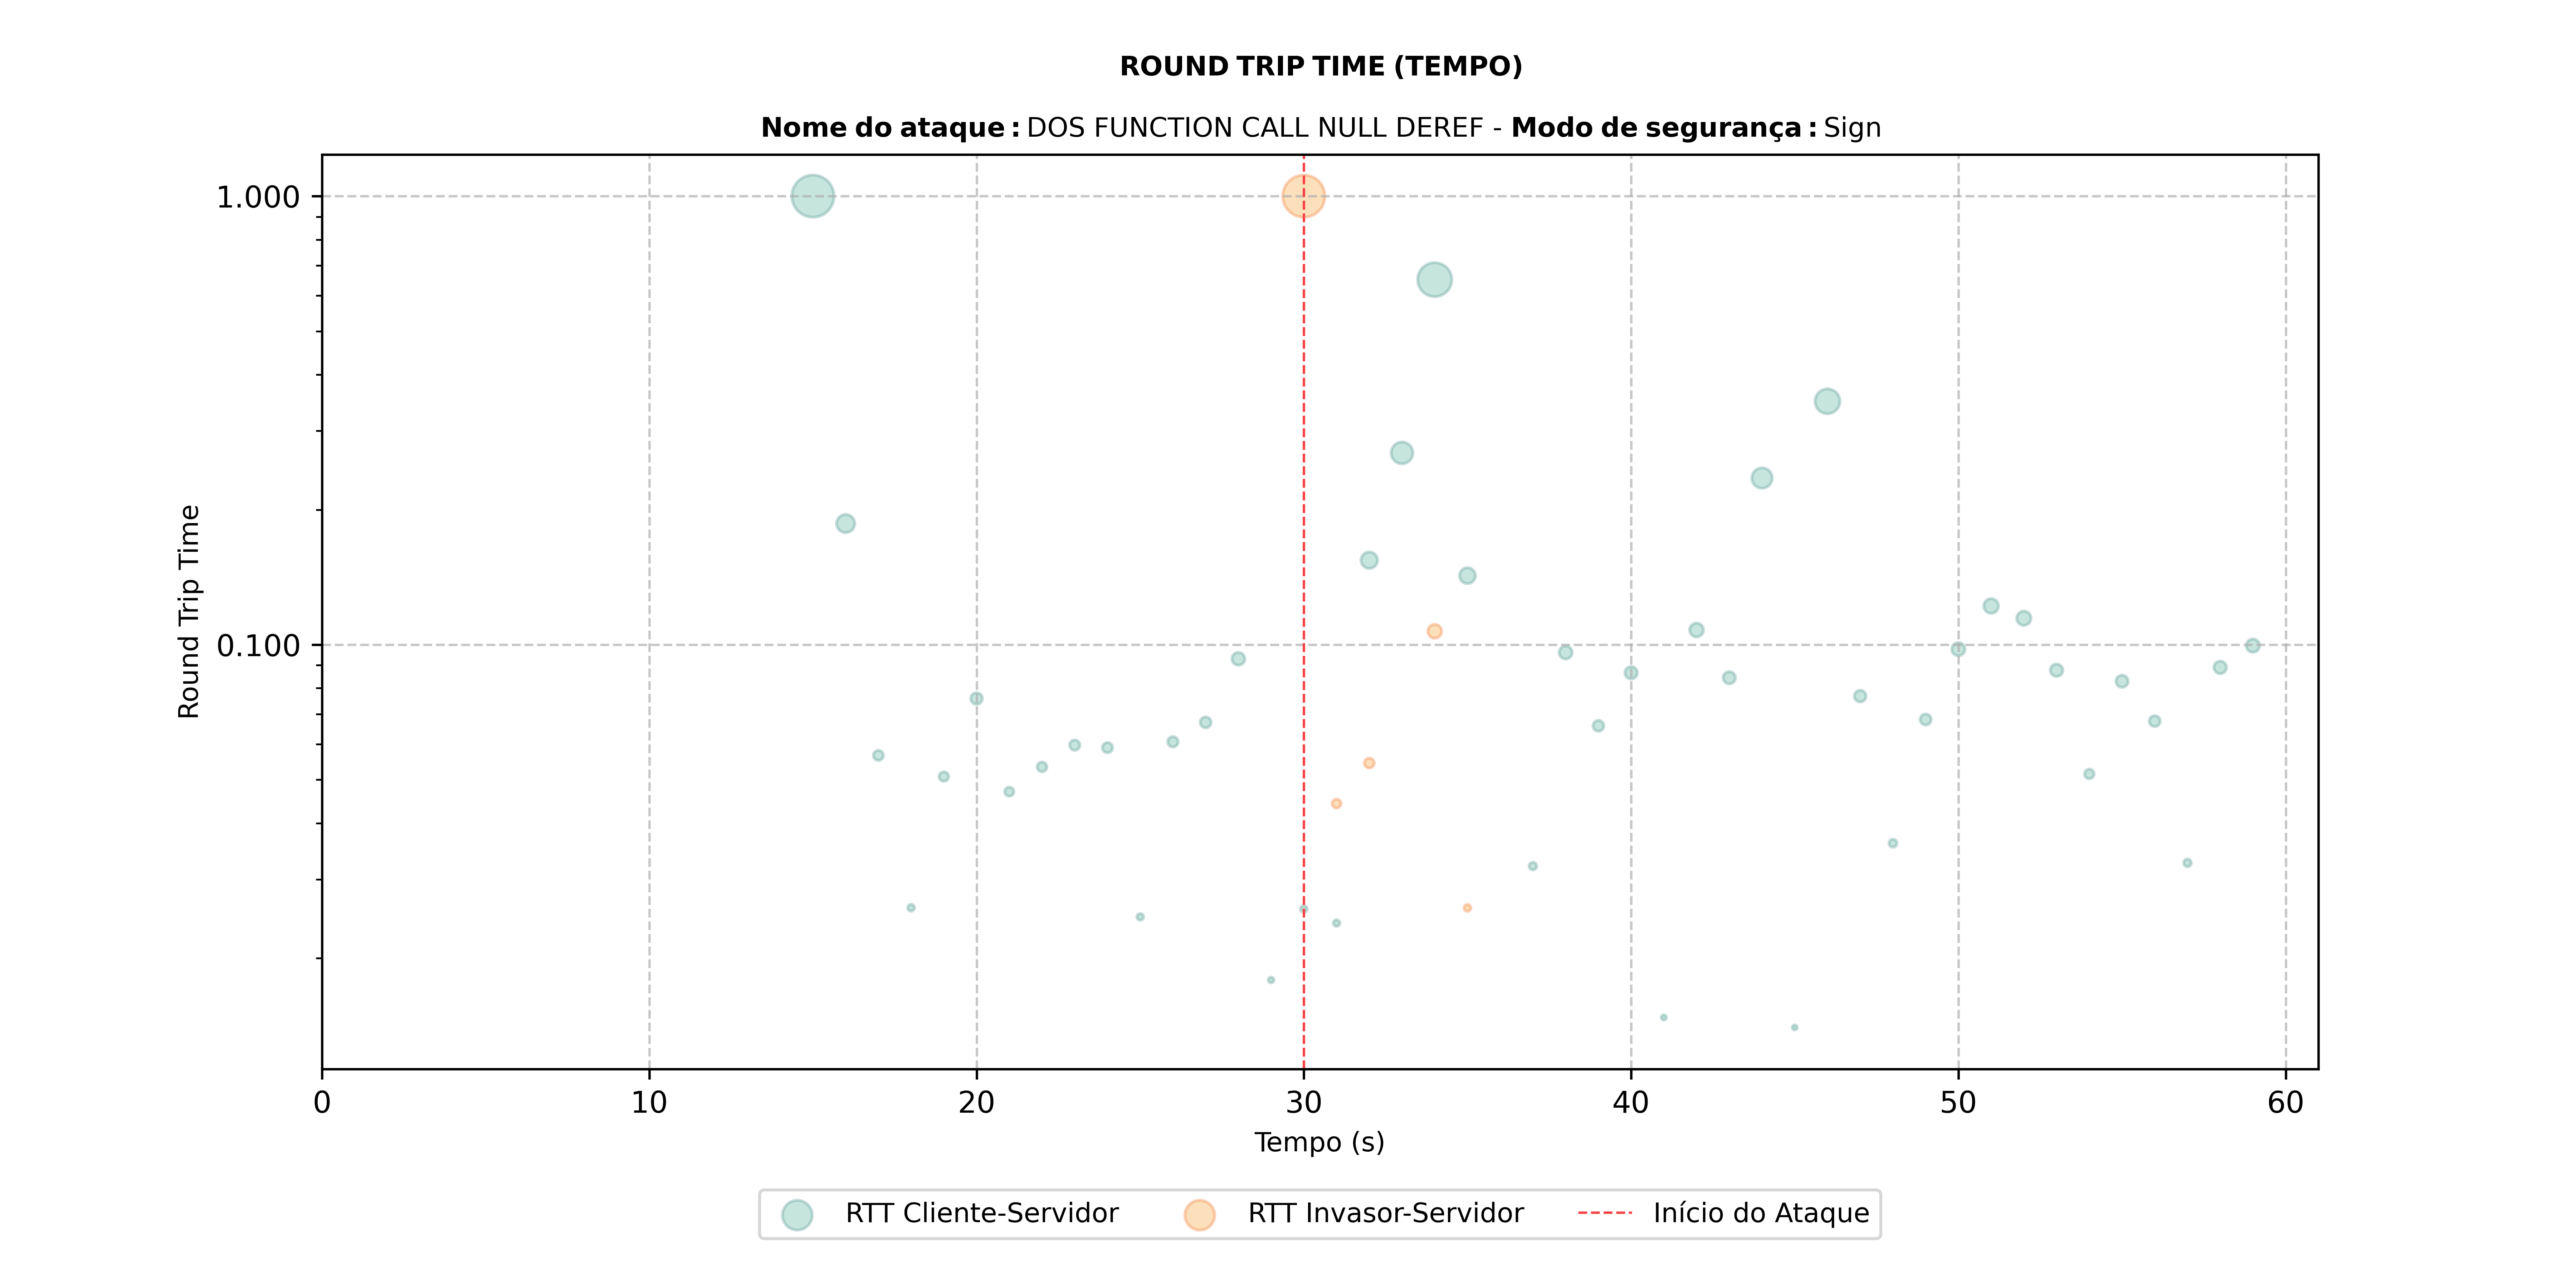 ROUND TRIP TIME (TEMPO)
Nome do ataque : DOS FUNCTION CALL NULL DEREF - Modo de segurança : Sign
1.000
0.100
Round Trip Time
0 10 20 30 40 50 60
Tempo (s)
RTT Cliente-Servidor RTT Invasor-Servidor Início do Ataque